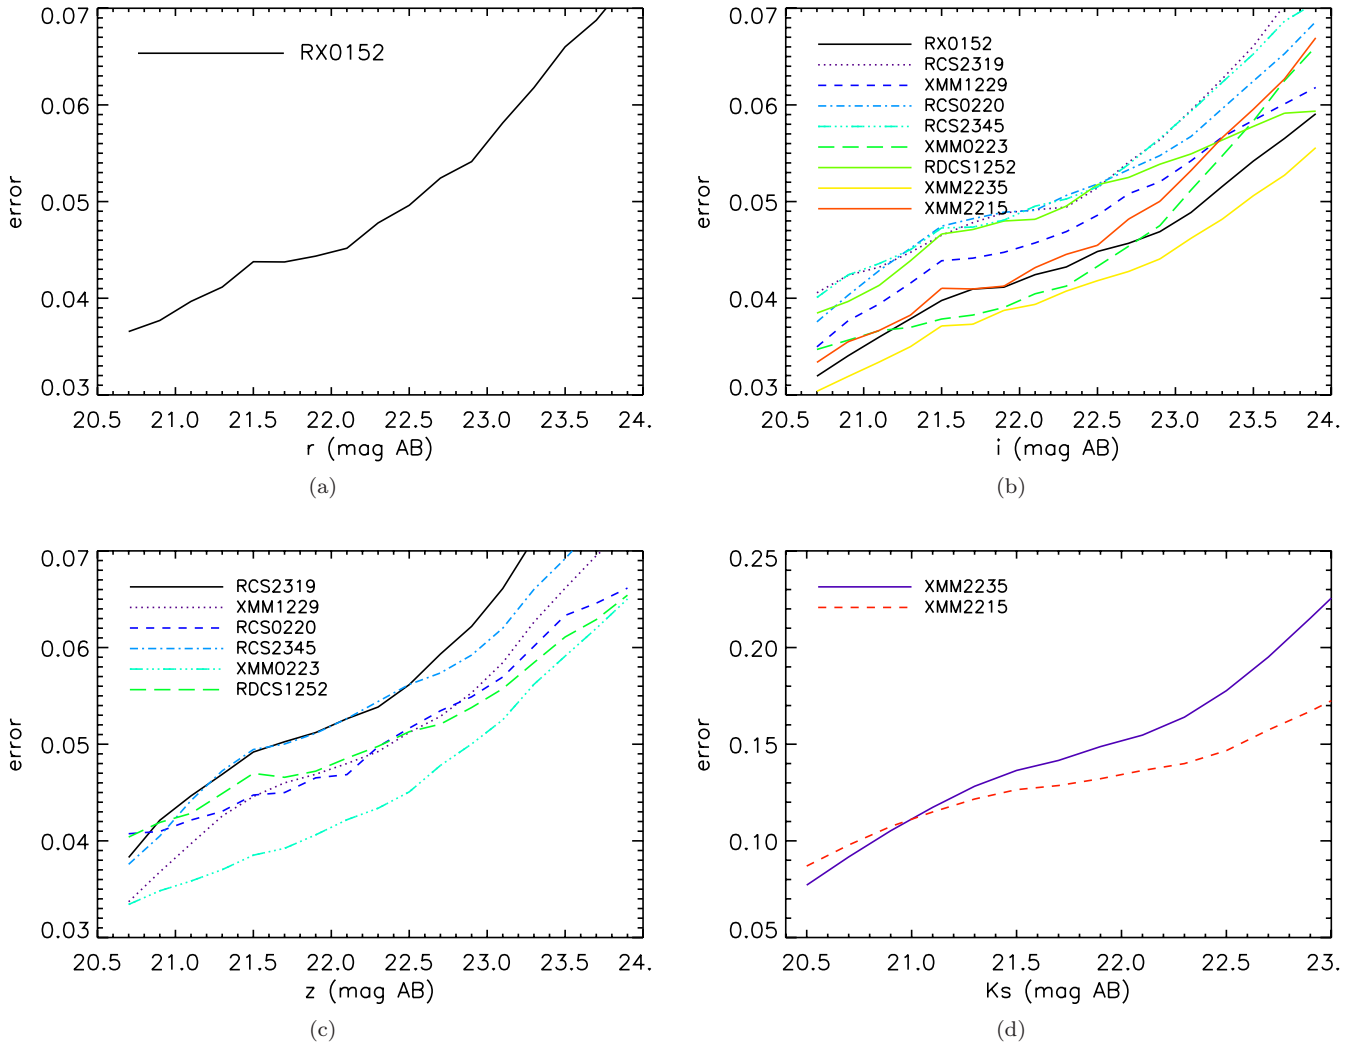 0.07
0.06
0.05
0.04
0.03
error
RX0152
20.5 21.0 21.5 22.0 22.5 23.0 23.5 24.
r (mag AB)
(a)
0.07
0.06
0.05
0.04
0.03
error
RX0152
RCS2319
XMM1229
RCS0220
RCS2345
XMM0223
RDCS1252
XMM2235
XMM2215
20.5 21.0 21.5 22.0 22.5 23.0 23.5 24.
i (mag AB)
(b)
0.07
0.06
0.05
0.04
0.03
error
RCS2319
XMM1229
RCS0220
RCS2345
XMM0223
RDCS1252
20.5 21.0 21.5 22.0 22.5 23.0 23.5 24.
z (mag AB)
(c)
0.25
0.20
0.15
0.10
0.05
error
XMM2235
XMM2215
20.5 21.0 21.5 22.0 22.5 23.
Ks (mag AB)
(d)